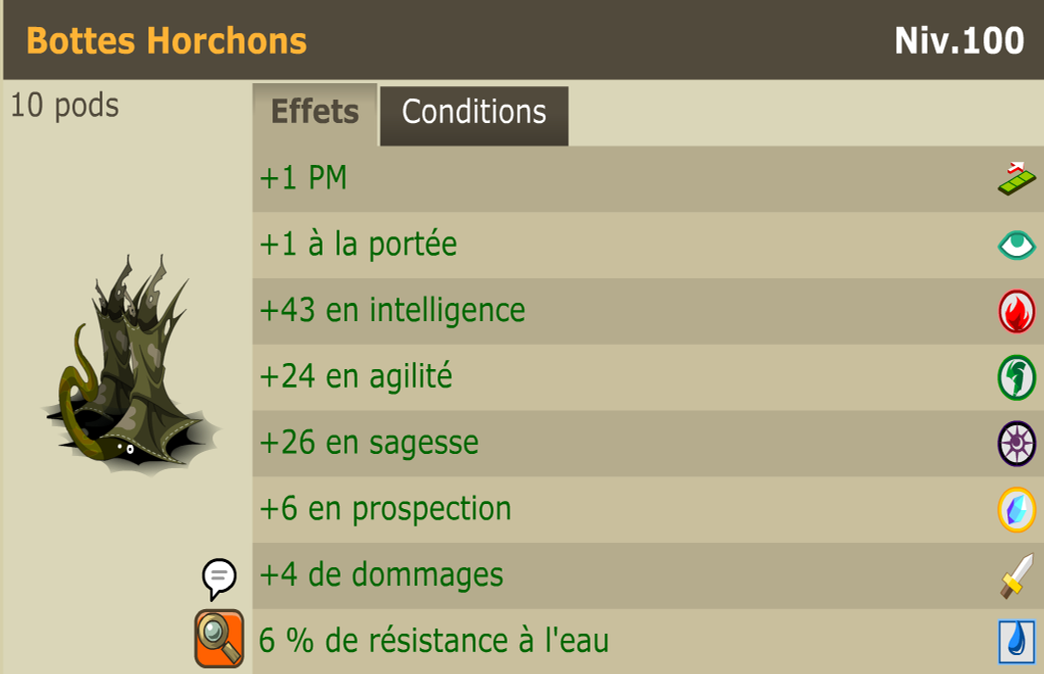 Bottes Horchons
Niv.100
10 pods
Effets
Conditions
+1 PM
+1 à la portée
+43 en intelligence
+24 en agilité
+26 en sagesse
+6 en prospection
+4 de dommages
6 % de résistance à l'eau